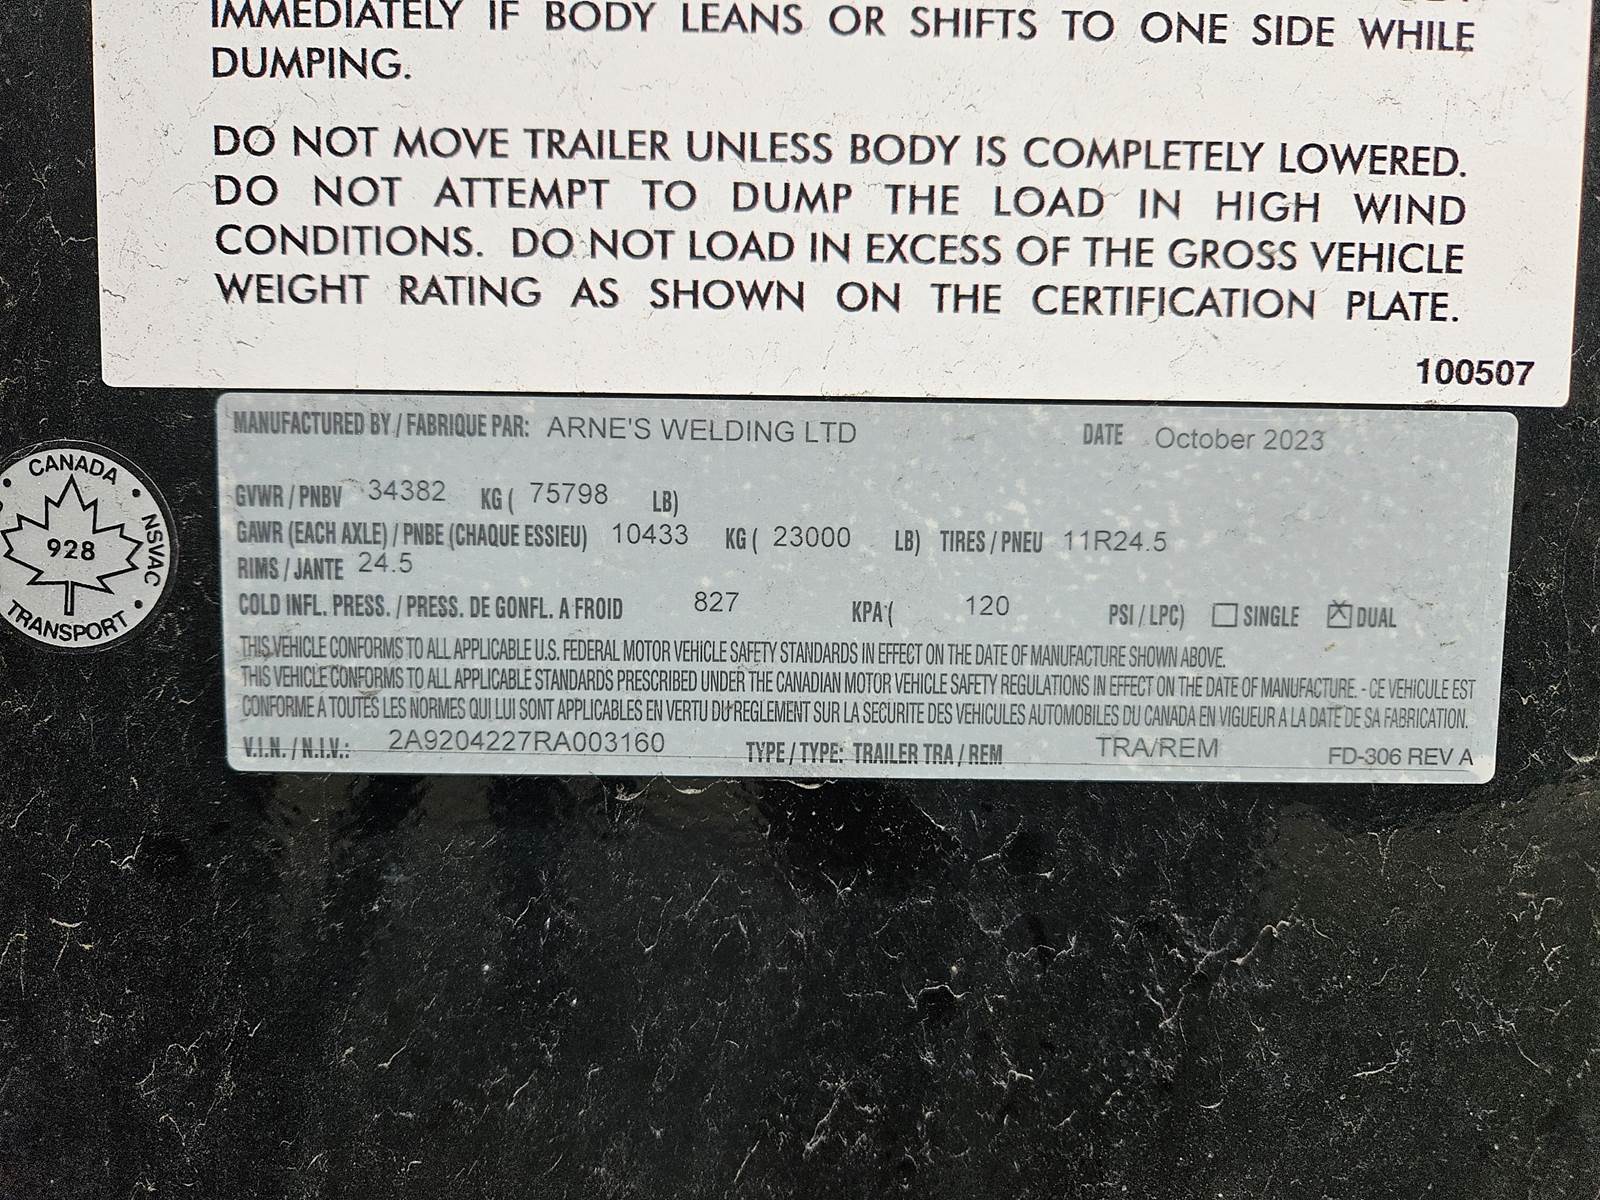 IMMEDIATELY IF BODY LEANS OR SHIFTS TO ONE SIDE WHILE
DUMPING.
DO NOT MOVE TRAILER UNLESS BODY IS COMPLETELY LOWERED.
DO NOT ATTEMPT TO DUMP THE LOAD IN HIGH WIND
CONDITIONS. DO NOT LOAD IN EXCESS OF THE GROSS VEHICLE
WEIGHT RATING AS SHOWN ON THE CERTIFICATION PLATE.
100507
MANUFACTURED BY / FABRIQUE PAR: ARNE'S WELDING LTD DATE October 2023
GVWR / PNBV 34382 KG ( 75798 LB)
GAWR (EACH AXLE) / PNBE (CHAQUE ESSIEU) 10433 KG ( 23000 LB) TIRES / PNEU 11R24.5
RIMS / JANTE 24.5
COLD INFL. PRESS. / PRESS. DE GONFL. A FROID 827 KPA ( 120 PSI / LPC) ☐ SINGLE ☒ DUAL
THIS VEHICLE CONFORMS TO ALL APPLICABLE U.S. FEDERAL MOTOR VEHICLE SAFETY STANDARDS IN EFFECT ON THE DATE OF MANUFACTURE SHOWN ABOVE.
THIS VEHICLE CONFORMS TO ALL APPLICABLE STANDARDS PRESCRIBED UNDER THE CANADIAN MOTOR VEHICLE SAFETY REGULATIONS IN EFFECT ON THE DATE OF MANUFACTURE. - CE VEHICULE EST
CONFORME A TOUTES LES NORMES QUI LUI SONT APPLICABLES EN VERTU DU REGLEMENT SUR LA SECURITE DES VEHICULES AUTOMOBILES DU CANADA EN VIGUEUR A LA DATE DE SA FABRICATION.
V.I.N. / N.I.V.: 2A9204227RA003160 TYPE / TYPE: TRAILER TRA / REM TRA/REM FD-306 REV A
CANADA
NSVAC
928
TRANSPORT